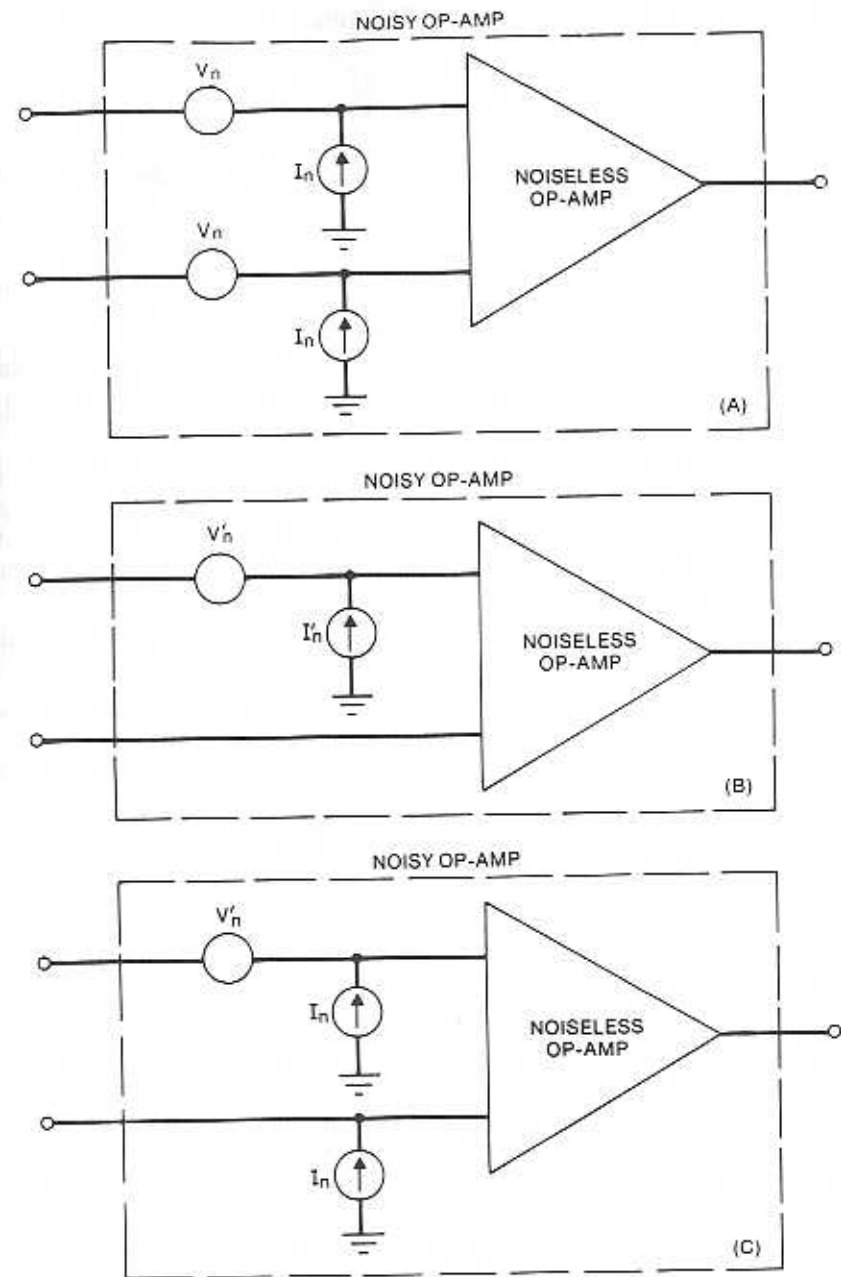 NOISY OP-AMP
Vn
In
NOISELESS
OP-AMP
Vn
In
(A)
NOISY OP-AMP
V'n
I'n
NOISELESS
OP-AMP
(B)
NOISY OP-AMP
V'n
In
NOISELESS
OP-AMP
In
(C)